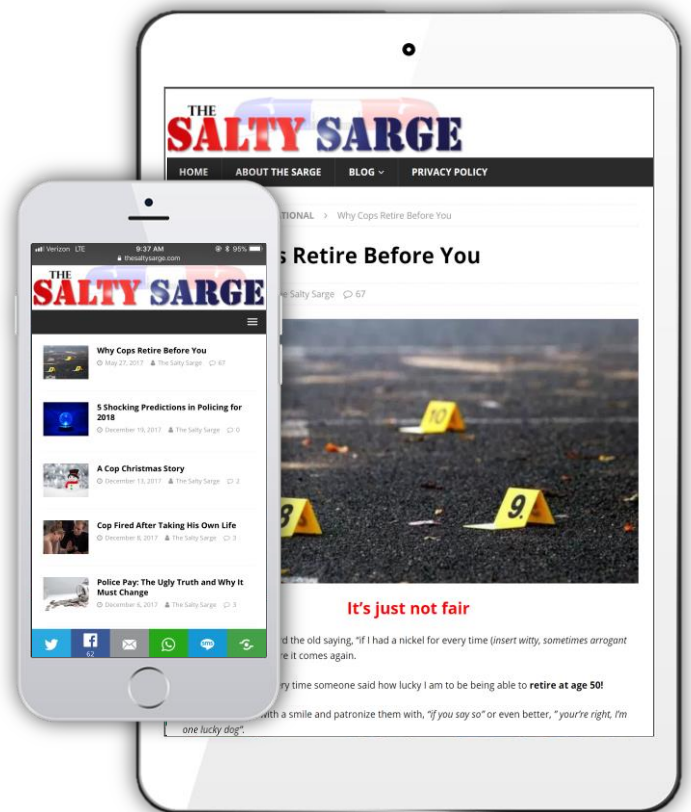 THE
SALTY SARGE
HOME ABOUT THE SARGE BLOG PRIVACY POLICY
TIONAL > Why Cops Retire Before You
s Retire Before You
e Salty Sarge 67
10
8
9.
It's just not fair
rd the old saying, "if I had a nickel for every time (insert witty, sometimes arrogant
re it comes again.
ry time someone said how lucky I am to be being able to retire at age 50!
with a smile and patronize them with, "if you say so" or even better, " your're right, I'm
one lucky dog".
Verizon LTE 9:37 AM 95%
thesaltysarge.com
THE
SALTY SARGE
Why Cops Retire Before You
May 27, 2017 The Salty Sarge 67
5 Shocking Predictions in Policing for
2018
December 19, 2017 The Salty Sarge 0
A Cop Christmas Story
December 13, 2017 The Salty Sarge 2
Cop Fired After Taking His Own Life
December 8, 2017 The Salty Sarge 3
Police Pay: The Ugly Truth and Why It
Must Change
December 6, 2017 The Salty Sarge 3
62
SMS